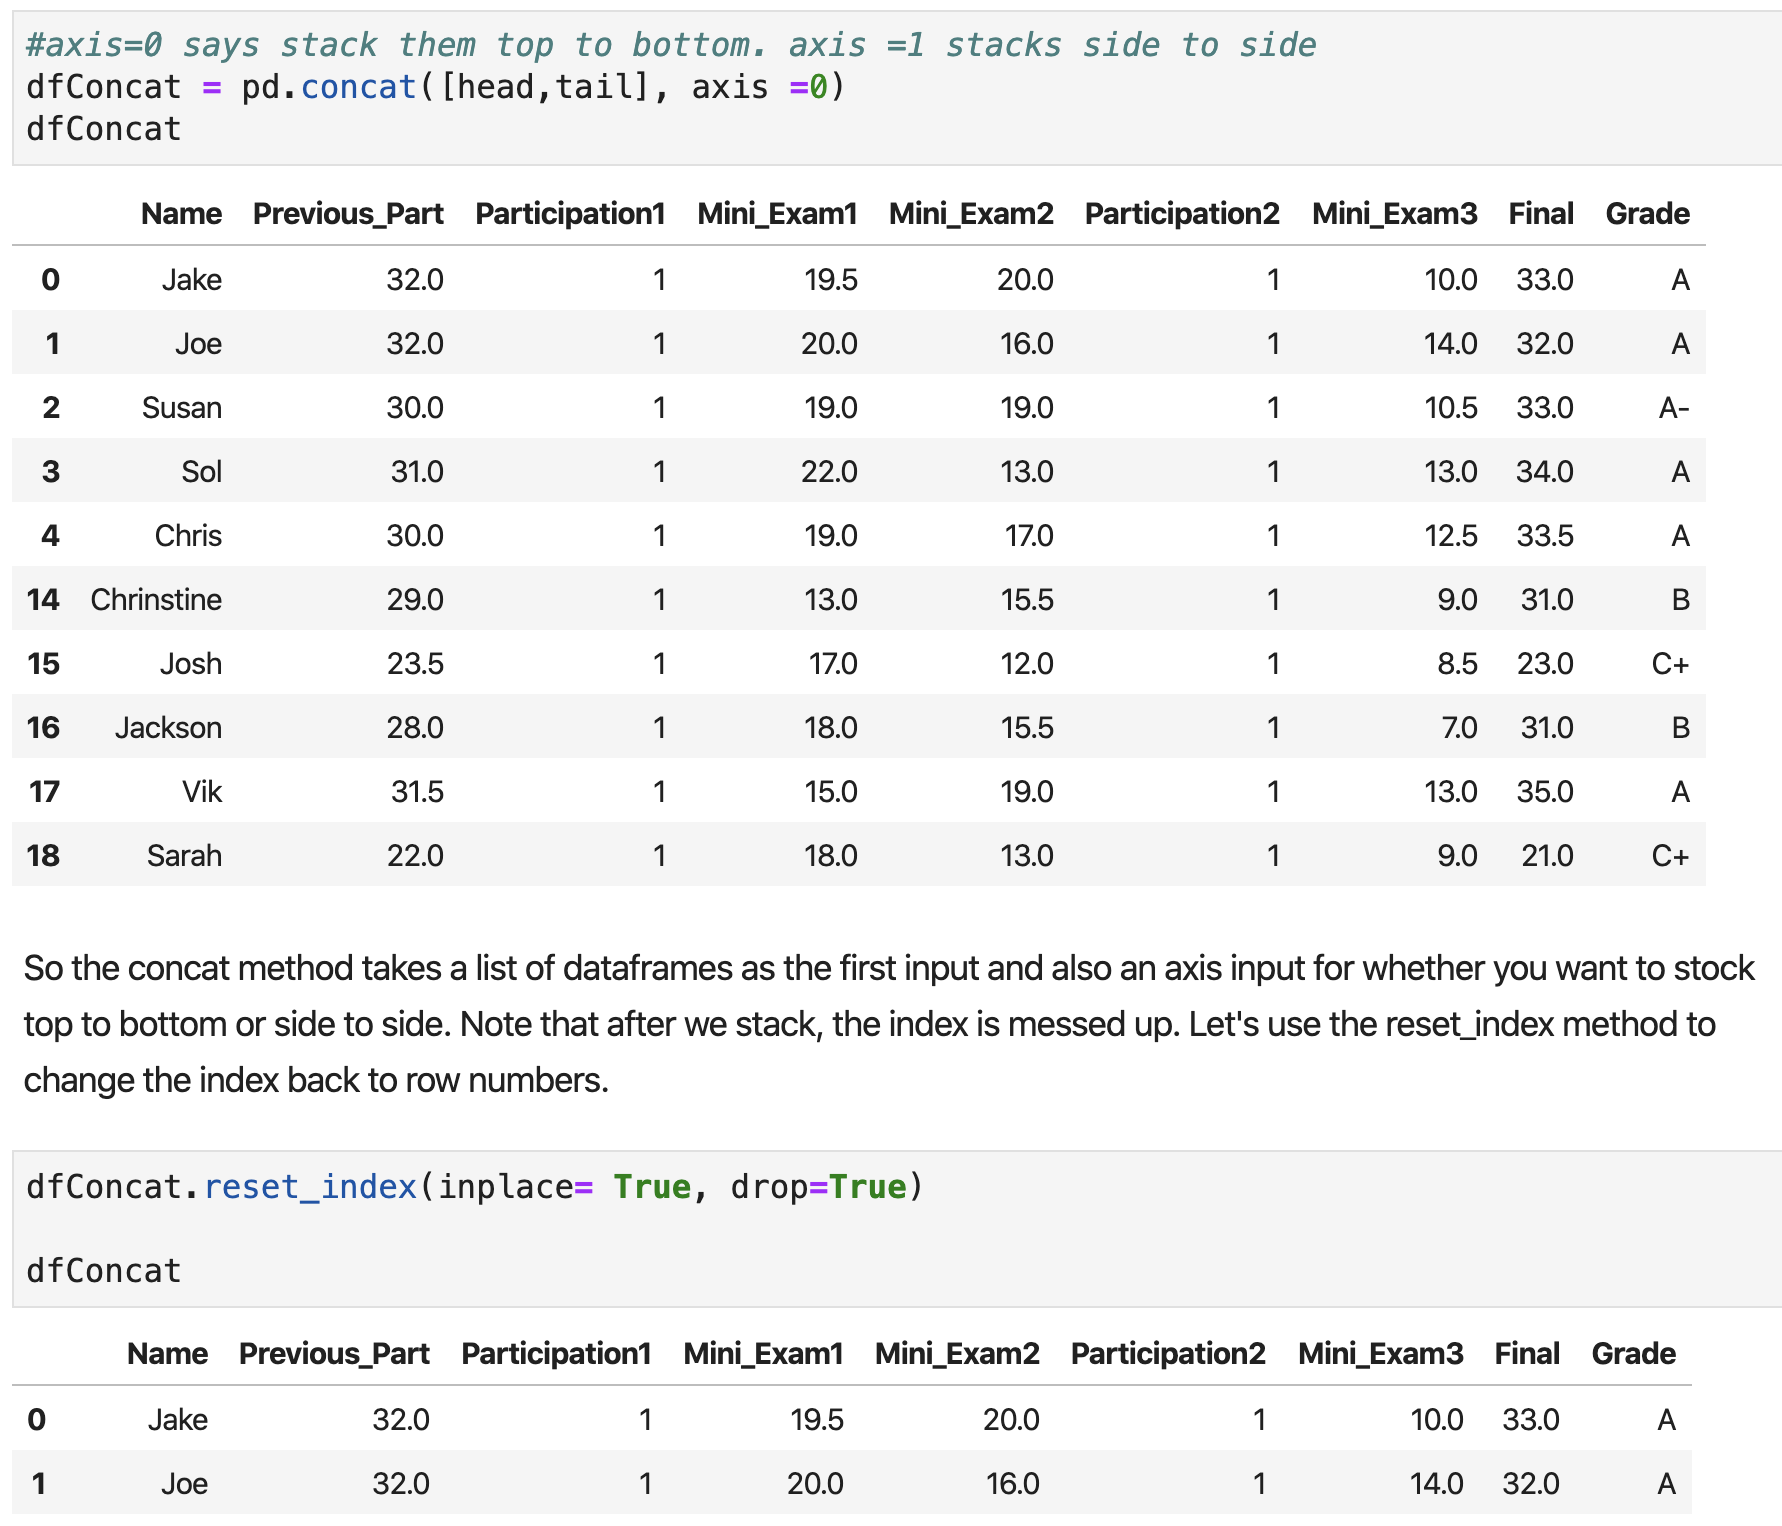 #axis=0 says stack them top to bottom. axis =1 stacks side to side
dfConcat = pd.concat([head,tail], axis =0)
dfConcat
Name Previous_Part Participation1 Mini_Exam1 Mini_Exam2 Participation2 Mini_Exam3 Final Grade
0 Jake 32.0 1 19.5 20.0 1 10.0 33.0 A
1 Joe 32.0 1 20.0 16.0 1 14.0 32.0 A
2 Susan 30.0 1 19.0 19.0 1 10.5 33.0 A-
3 Sol 31.0 1 22.0 13.0 1 13.0 34.0 A
4 Chris 30.0 1 19.0 17.0 1 12.5 33.5 A
14 Chrinstine 29.0 1 13.0 15.5 1 9.0 31.0 B
15 Josh 23.5 1 17.0 12.0 1 8.5 23.0 C+
16 Jackson 28.0 1 18.0 15.5 1 7.0 31.0 B
17 Vik 31.5 1 15.0 19.0 1 13.0 35.0 A
18 Sarah 22.0 1 18.0 13.0 1 9.0 21.0 C+
So the concat method takes a list of dataframes as the first input and also an axis input for whether you want to stock
top to bottom or side to side. Note that after we stack, the index is messed up. Let's use the reset_index method to
change the index back to row numbers.
dfConcat.reset_index(inplace= True, drop=True)
dfConcat
Name Previous_Part Participation1 Mini_Exam1 Mini_Exam2 Participation2 Mini_Exam3 Final Grade
0 Jake 32.0 1 19.5 20.0 1 10.0 33.0 A
1 Joe 32.0 1 20.0 16.0 1 14.0 32.0 A